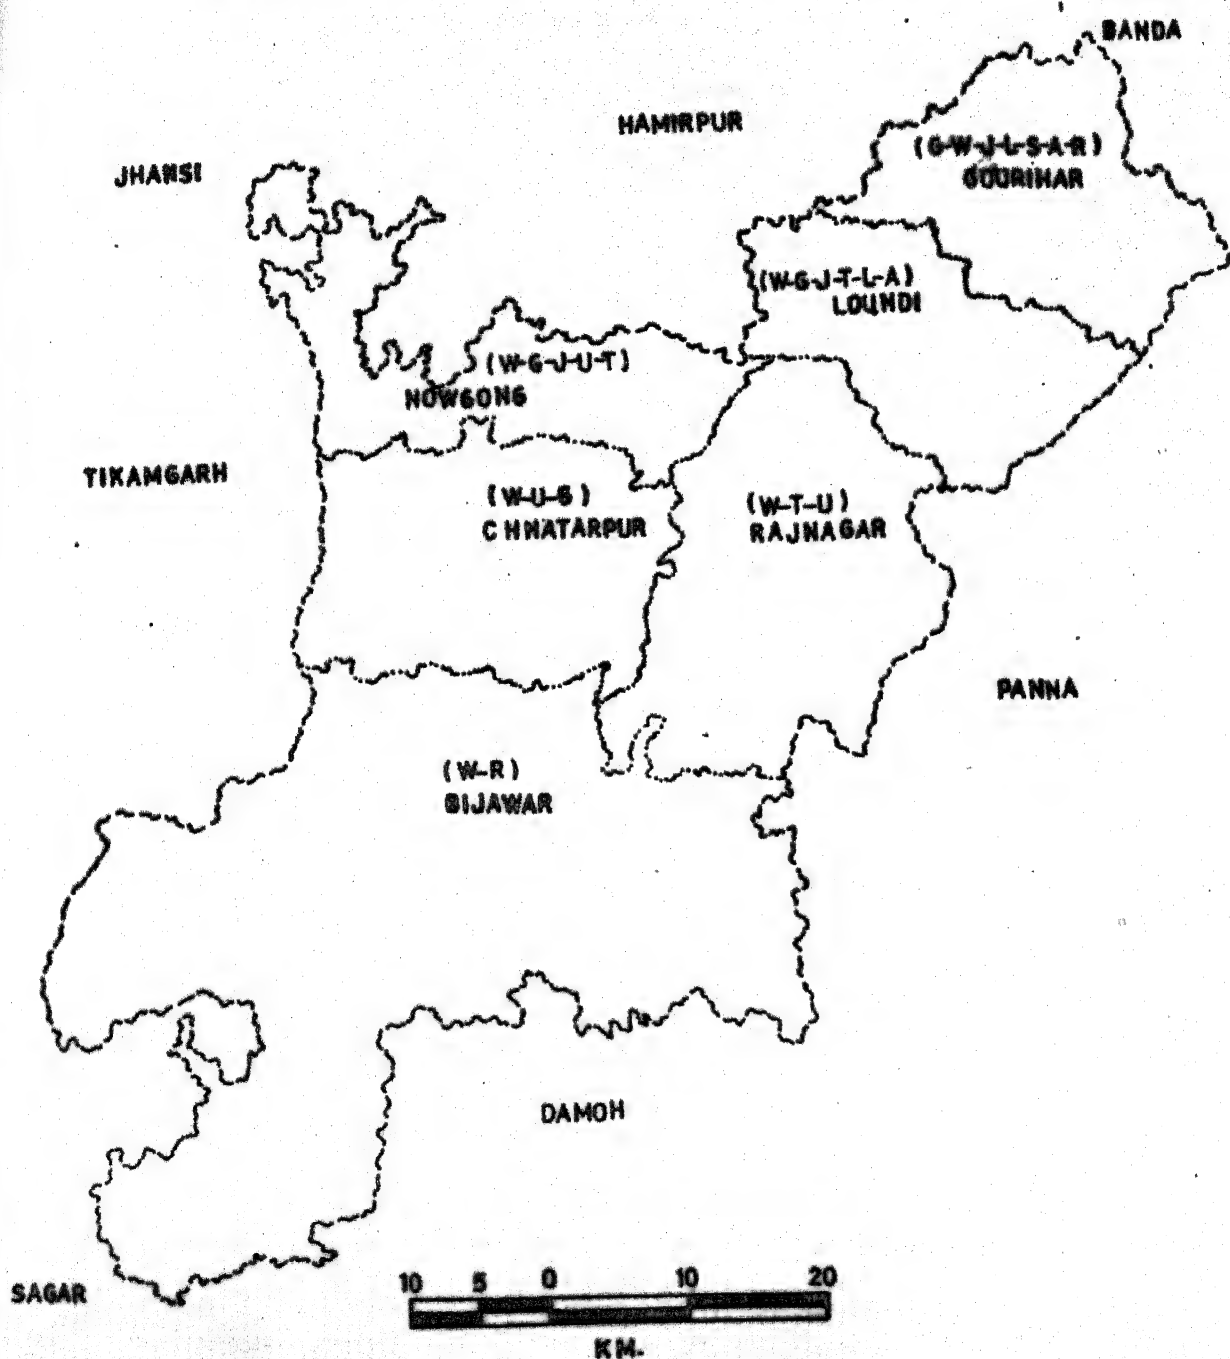 BANDA
HAMIRPUR
JHANSI
(G-W-J-L-S-A-R)
GOURIHAR
(W-G-J-T-L-A)
LOUNDI
(W-G-J-U-T)
NOWGONG
TIKAMGARH
(W-U-G)
CHHATARPUR
(W-T-U)
RAJNAGAR
PANNA
(W-R)
BIJAWAR
DAMOH
SAGAR
10 5 0 10 20
KM.